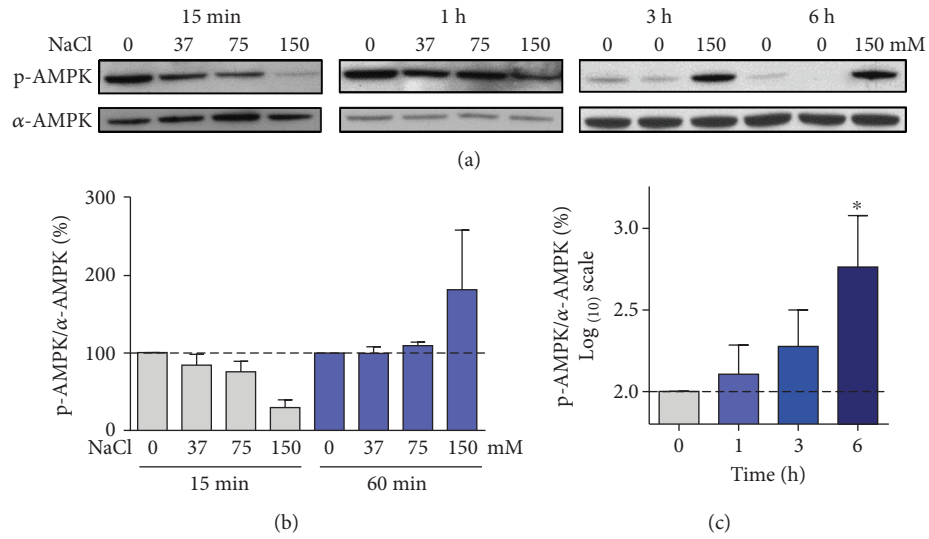 15 min 1 h 3 h 6 h
NaCl 0 37 75 150 0 37 75 150 0 0 150 0 0 150 mM
p-AMPK
α-AMPK
(a)
p-AMPK/α-AMPK (%)
300
200
100
0
NaCl 0 37 75 150 0 37 75 150 mM
15 min 60 min
(b)
p-AMPK/α-AMPK (%)
Log (10) scale
3.0
2.5
2.0
*
0 1 3 6
Time (h)
(c)